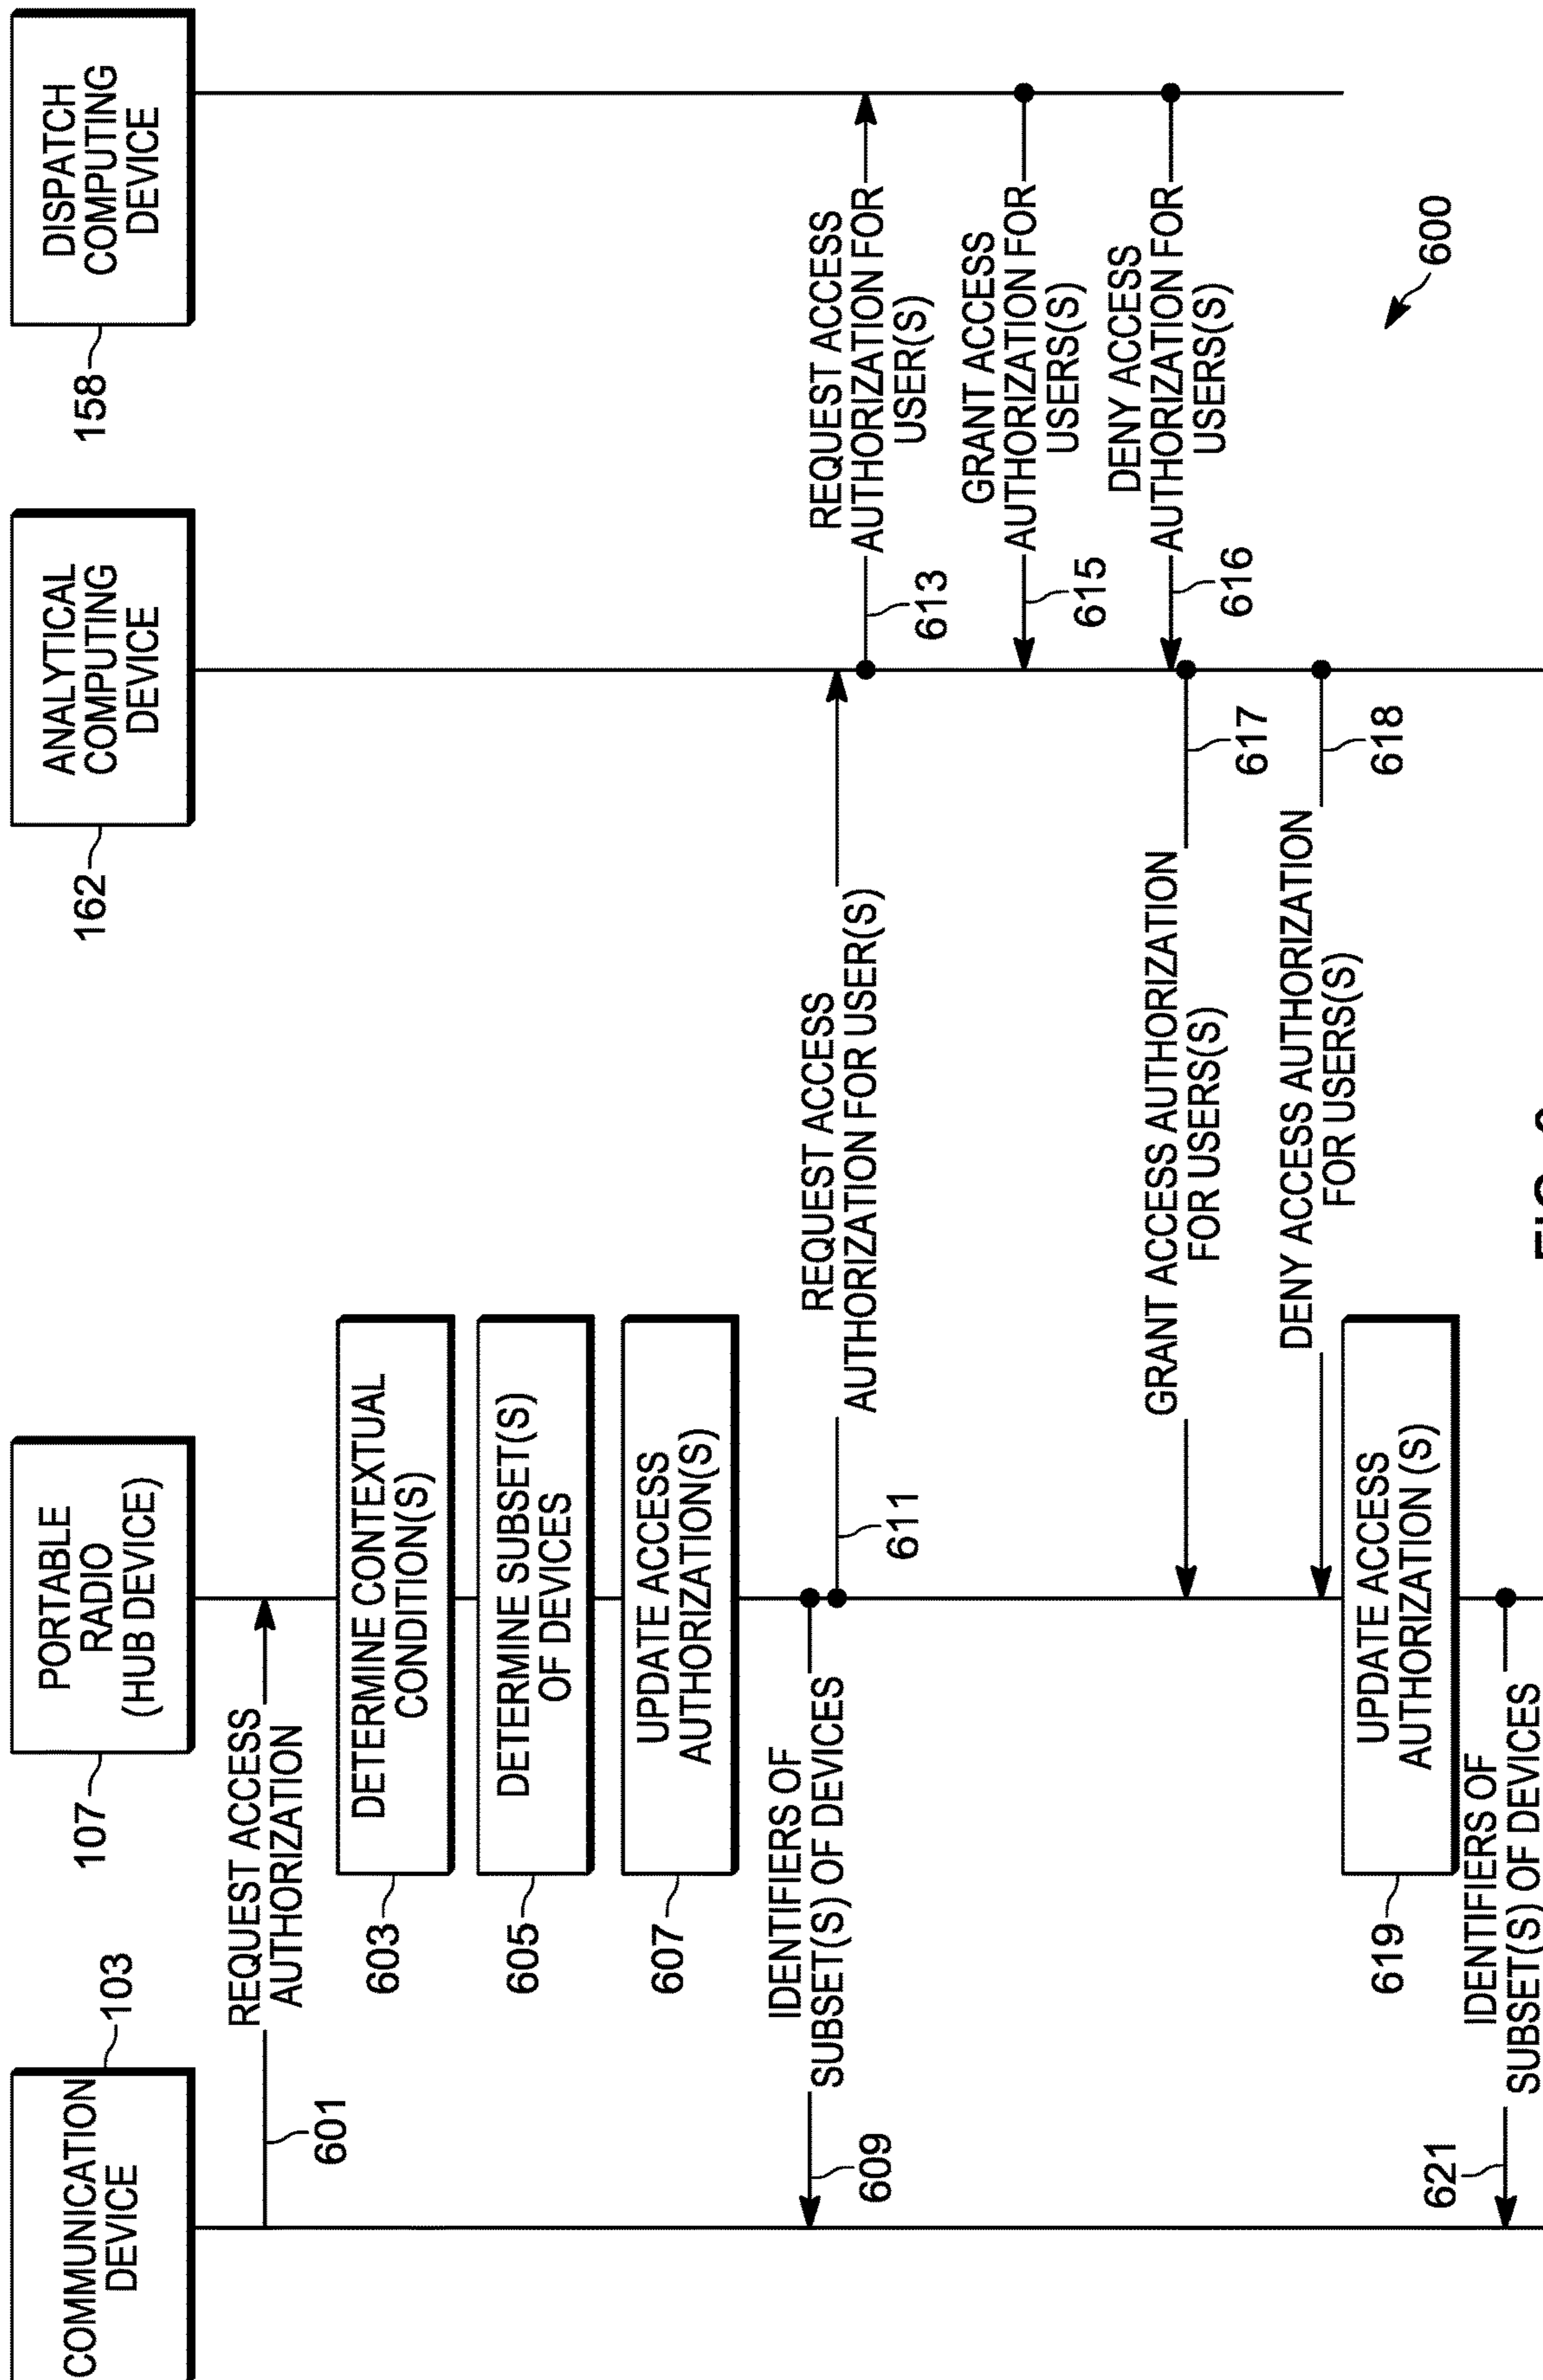 COMMUNICATION
DEVICE
103
PORTABLE
RADIO
(HUB DEVICE)
107
ANALYTICAL
COMPUTING
DEVICE
162
DISPATCH
COMPUTING
DEVICE
158
REQUEST ACCESS
AUTHORIZATION
601
DETERMINE CONTEXTUAL
CONDITION(S)
603
DETERMINE SUBSET(S)
OF DEVICES
605
UPDATE ACCESS
AUTHORIZATION(S)
607
IDENTIFIERS OF
SUBSET(S) OF DEVICES
609
REQUEST ACCESS
AUTHORIZATION FOR USER(S)
611
REQUEST ACCESS
AUTHORIZATION FOR
USER(S)
613
GRANT ACCESS
AUTHORIZATION FOR
USERS(S)
615
DENY ACCESS
AUTHORIZATION FOR
USERS(S)
616
GRANT ACCESS AUTHORIZATION
FOR USERS(S)
617
DENY ACCESS AUTHORIZATION
FOR USERS(S)
618
UPDATE ACCESS
AUTHORIZATION (S)
619
IDENTIFIERS OF
SUBSET(S) OF DEVICES
621
600